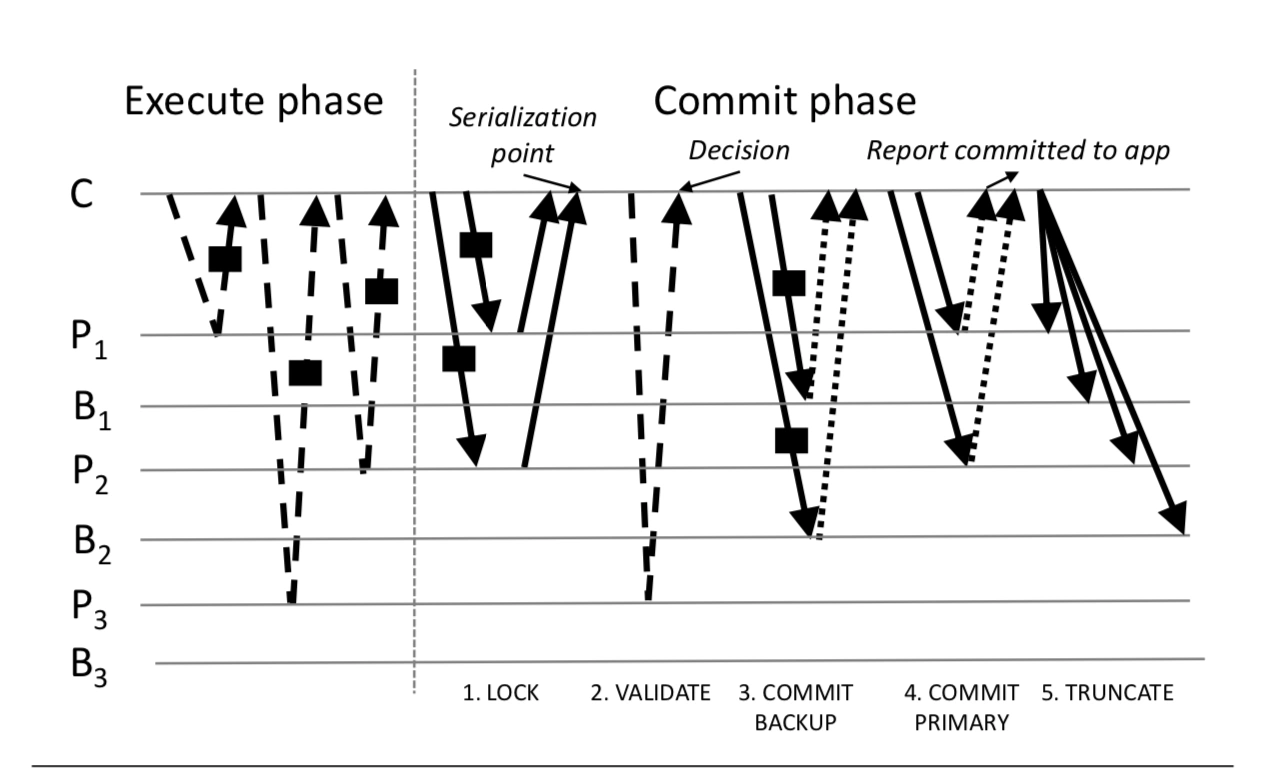 Execute phase
Commit phase
Serialization
point
Decision
Report committed to app
C
P1
B1
P2
B2
P3
B3
1. LOCK
2. VALIDATE
3. COMMIT
BACKUP
4. COMMIT
PRIMARY
5. TRUNCATE